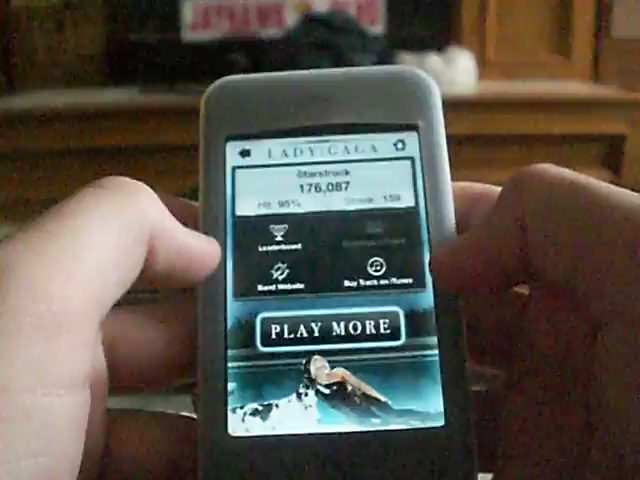 LADY GAGA
Starstruck
176,087
Hit: 95% Streak: 159
Leaderboard
Band Website
Buy Track on iTunes
PLAY MORE